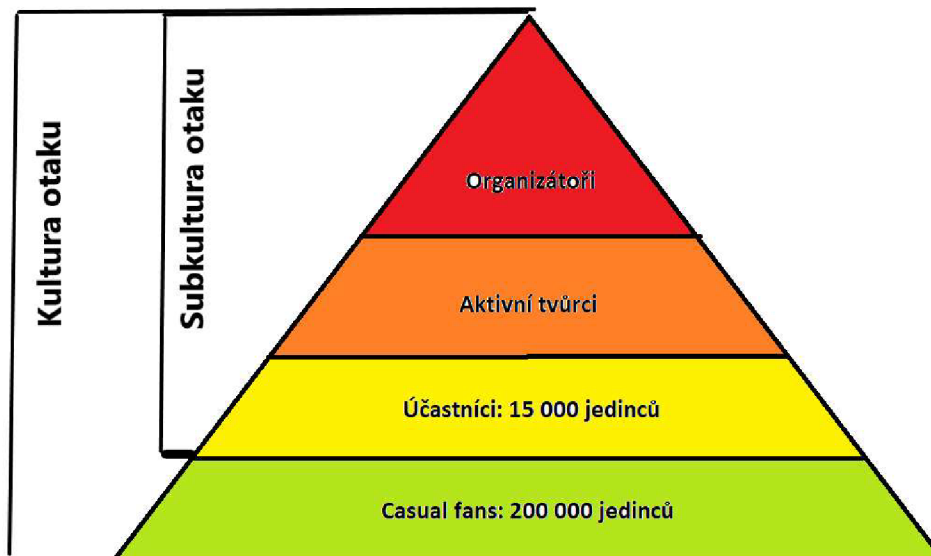 Kultura otaku
Subkultura otaku
Organizátoři
Aktivní tvůrci
Účastníci: 15 000 jedinců
Casual fans: 200 000 jedinců